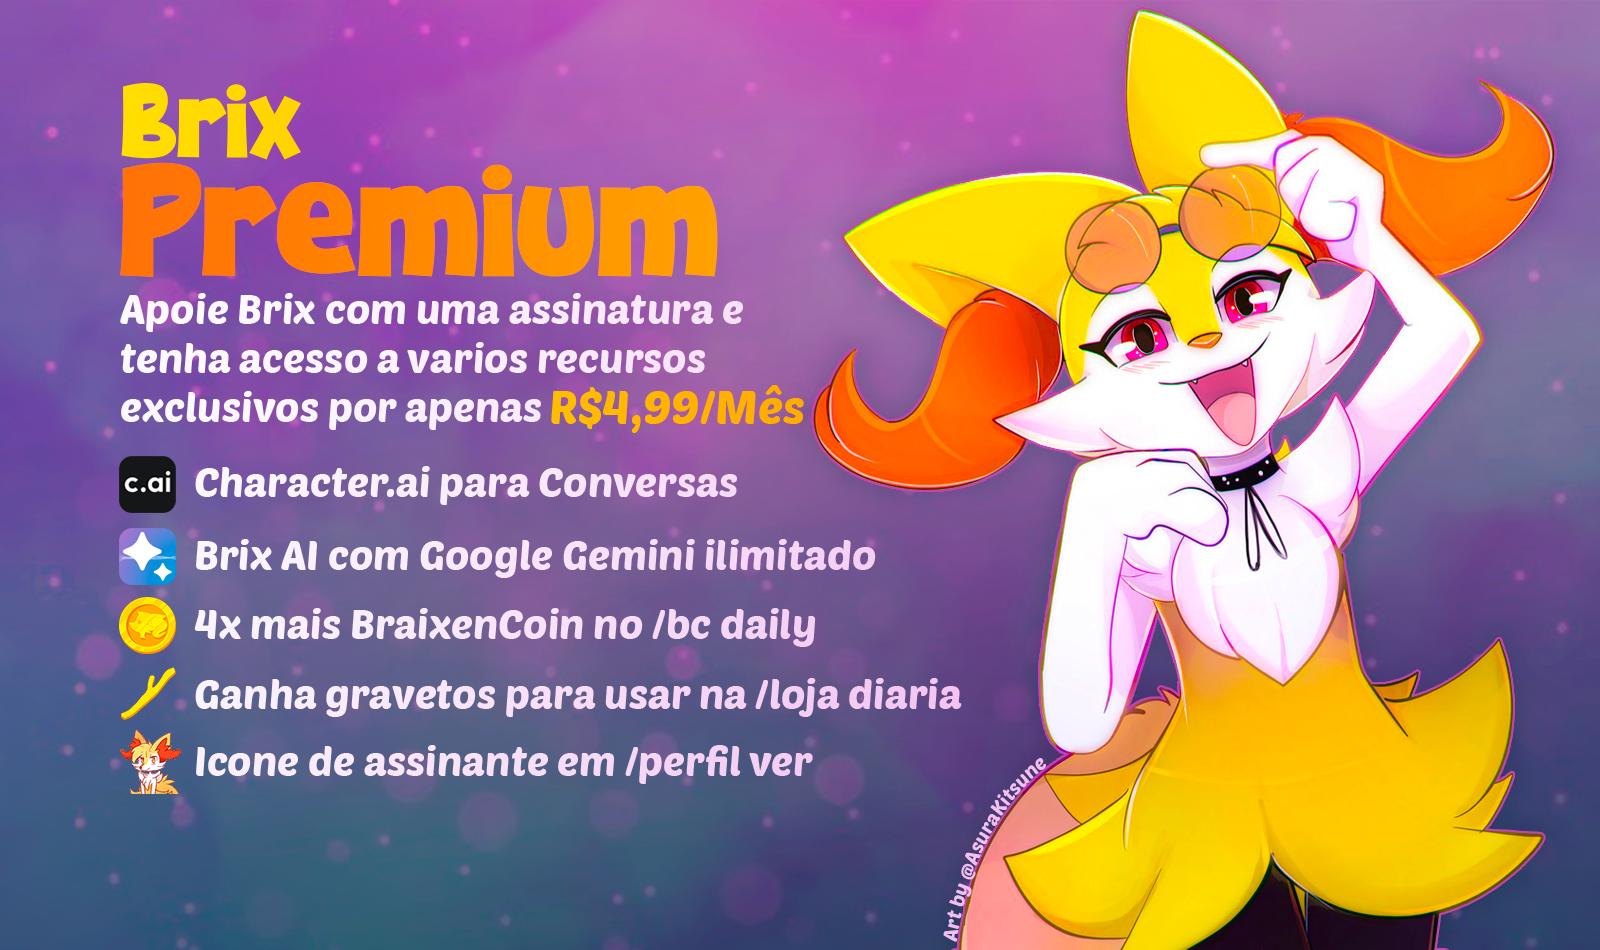 Brix
Premium
Apoie Brix com uma assinatura e
tenha acesso a varios recursos
exclusivos por apenas R$4,99/Mês
c.ai Character.ai para Conversas
Brix AI com Google Gemini ilimitado
4x mais BraixenCoin no /bc daily
Ganha gravetos para usar na /loja diaria
Icone de assinante em /perfil ver
Art by @AsuraKitsune